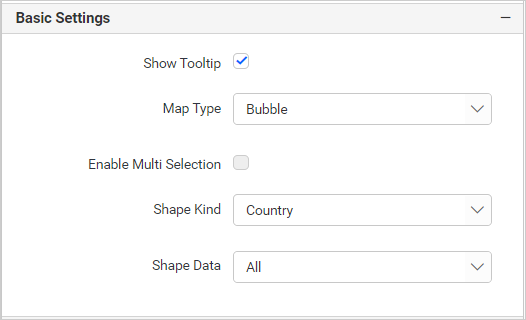 Basic Settings
Show Tooltip
Map Type Bubble
Enable Multi Selection
Shape Kind Country
Shape Data All